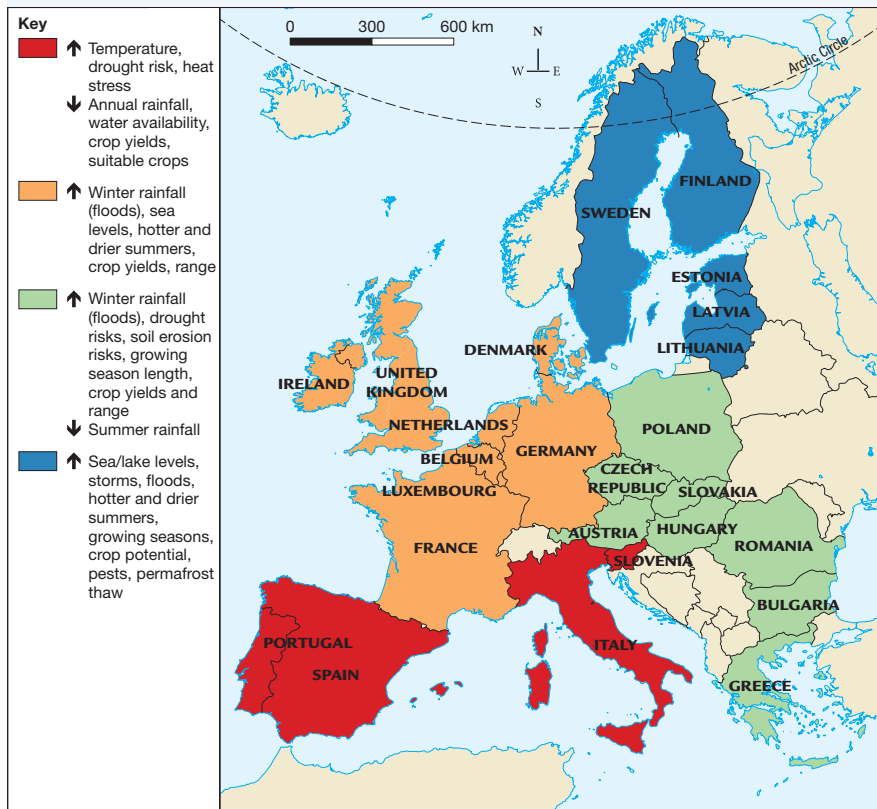 Key
↑ Temperature,
drought risk, heat
stress
↓ Annual rainfall,
water availability,
crop yields,
suitable crops
↑ Winter rainfall
(floods), sea
levels, hotter and
drier summers,
crop yields, range
↑ Winter rainfall
(floods), drought
risks, soil erosion
risks, growing
season length,
crop yields and
range
↓ Summer rainfall
↑ Sea/lake levels,
storms, floods,
hotter and drier
summers,
growing seasons,
crop potential,
pests, permafrost
thaw
0 300 600 km
N
W E
S
Arctic Circle
FINLAND
SWEDEN
ESTONIA
LATVIA
LITHUANIA
DENMARK
IRELAND
UNITED
KINGDOM
NETHERLANDS
POLAND
BELGIUM
GERMANY
CZECH
REPUBLIC
LUXEMBOURG
SLOVAKIA
AUSTRIA
HUNGARY
FRANCE
ROMANIA
SLOVENIA
BULGARIA
PORTUGAL
ITALY
SPAIN
GREECE